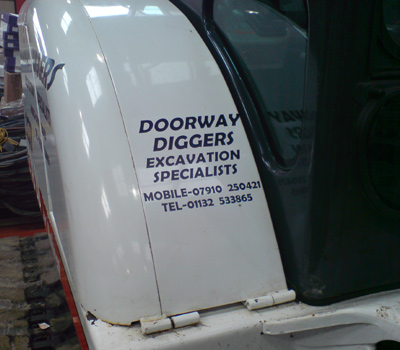 DOORWAY
DIGGERS
EXCAVATION
SPECIALISTS
MOBILE-07910 250421
TEL-01132 533865